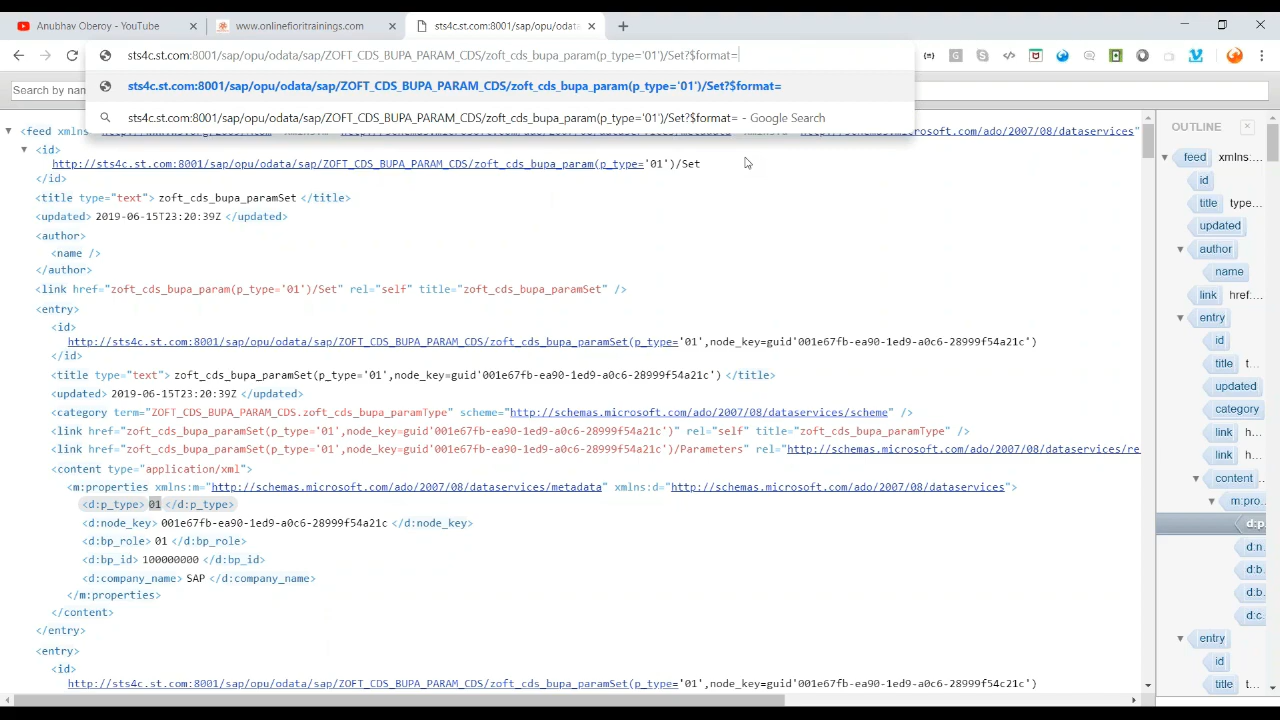 Anubhav Oberoy - YouTube
www.onlinefioritrainings.com
sts4c.st.com:8001/sap/opu/odata
sts4c.st.com:8001/sap/opu/odata/sap/ZOFT_CDS_BUPA_PARAM_CDS/zoft_cds_bupa_param(p_type='01')/Set?$format=
sts4c.st.com:8001/sap/opu/odata/sap/ZOFT_CDS_BUPA_PARAM_CDS/zoft_cds_bupa_param(p_type='01')/Set?$format=
Search by nam
sts4c.st.com:8001/sap/opu/odata/sap/ZOFT_CDS_BUPA_PARAM_CDS/zoft_cds_bupa_param(p_type='01')/Set?$format= - Google Search
<feed xmlns
<id>
http://sts4c.st.com:8001/sap/opu/odata/sap/ZOFT_CDS_BUPA_PARAM_CDS/zoft_cds_bupa_param(p_type='01')/Set
</id>
<title type="text"> zoft_cds_bupa_paramSet </title>
<updated> 2019-06-15T23:20:39Z </updated>
<author>
<name />
</author>
<link href="zoft_cds_bupa_param(p_type='01')/Set" rel="self" title="zoft_cds_bupa_paramSet" />
<entry>
<id>
http://sts4c.st.com:8001/sap/opu/odata/sap/ZOFT_CDS_BUPA_PARAM_CDS/zoft_cds_bupa_paramSet(p_type='01',node_key=guid'001e67fb-ea90-1ed9-a0c6-28999f54a21c')
</id>
<title type="text"> zoft_cds_bupa_paramSet(p_type='01',node_key=guid'001e67fb-ea90-1ed9-a0c6-28999f54a21c') </title>
<updated> 2019-06-15T23:20:39Z </updated>
<category term="ZOFT_CDS_BUPA_PARAM_CDS.zoft_cds_bupa_paramType" scheme="http://schemas.microsoft.com/ado/2007/08/dataservices/scheme" />
<link href="zoft_cds_bupa_paramSet(p_type='01',node_key=guid'001e67fb-ea90-1ed9-a0c6-28999f54a21c')" rel="self" title="zoft_cds_bupa_paramType" />
<link href="zoft_cds_bupa_paramSet(p_type='01',node_key=guid'001e67fb-ea90-1ed9-a0c6-28999f54a21c')/Parameters" rel="http://schemas.microsoft.com/ado/2007/08/dataservices/re
<content type="application/xml">
<m:properties xmlns:m="http://schemas.microsoft.com/ado/2007/08/dataservices/metadata" xmlns:d="http://schemas.microsoft.com/ado/2007/08/dataservices">
<d:p_type> 01 </d:p_type>
<d:node_key> 001e67fb-ea90-1ed9-a0c6-28999f54a21c </d:node_key>
<d:bp_role> 01 </d:bp_role>
<d:bp_id> 100000000 </d:bp_id>
<d:company_name> SAP </d:company_name>
</m:properties>
</content>
</entry>
<entry>
<id>
http://sts4c.st.com:8001/sap/opu/odata/sap/ZOFT_CDS_BUPA_PARAM_CDS/zoft_cds_bupa_paramSet(p_type='01',node_key=guid'001e67fb-ea90-1ed9-a0c6-28999f54a21c')
OUTLINE
feed xmlns:...
id
title type...
updated
author
name
link href:...
entry
id
title t...
updated
category
link h...
link h...
content
m:pro
d:p
d:n
d:b
d:b
d:c
entry
id
title t...